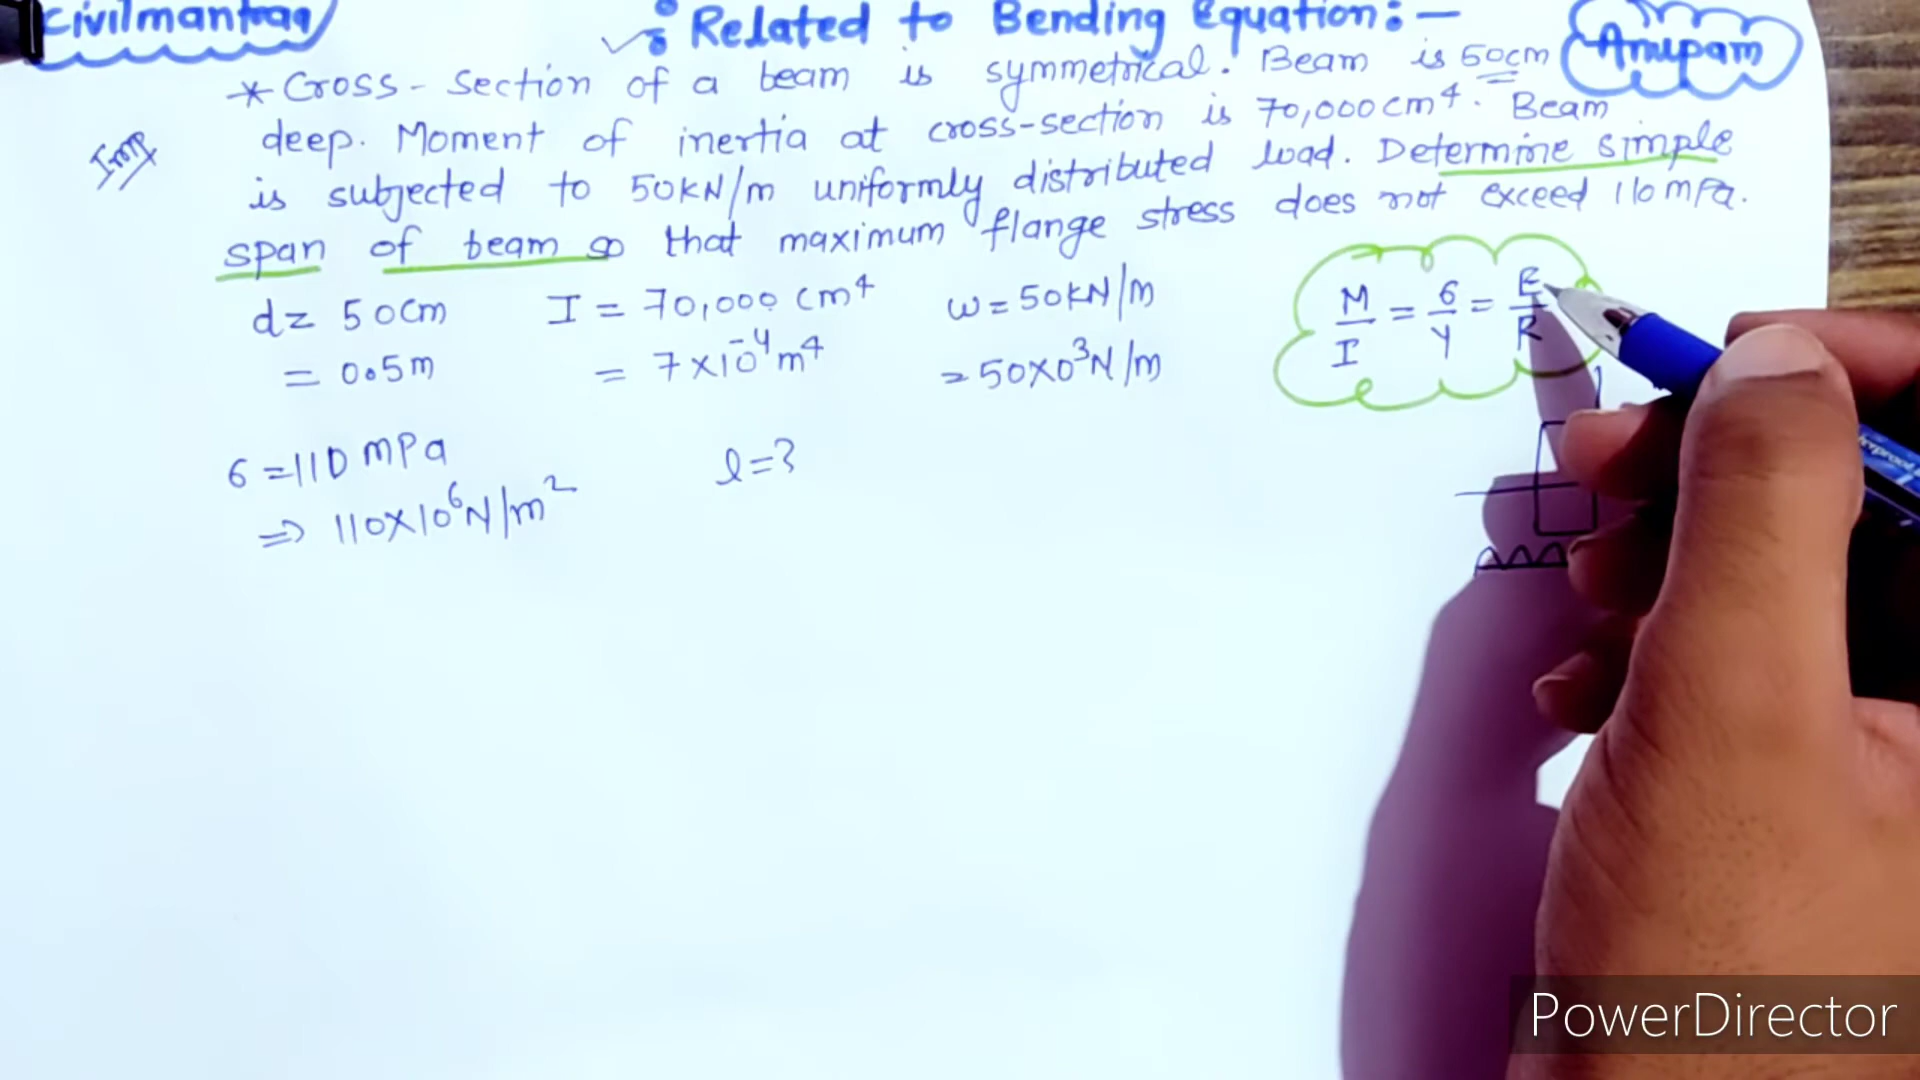 Civilmantraa
Related to Bending Equation:-
Anupam
* Cross-section of a beam is symmetrical. Beam is 50cm
deep. Moment of inertia at cross-section is 70,000 cm⁴. Beam
is subjected to 50KN/m uniformly distributed load. Determine simple
span of beam so that maximum flange stress does not exceed 110 mPa.
Imp
d = 50cm I = 70,000 cm⁴ w = 50KN/m
= 0.5m = 7×10⁻⁴ m⁴ = 50×10³N/m
M/I = б/Y = E/R
б = 110 mPa l = ?
⇒ 110×10⁶N/m²
PowerDirector